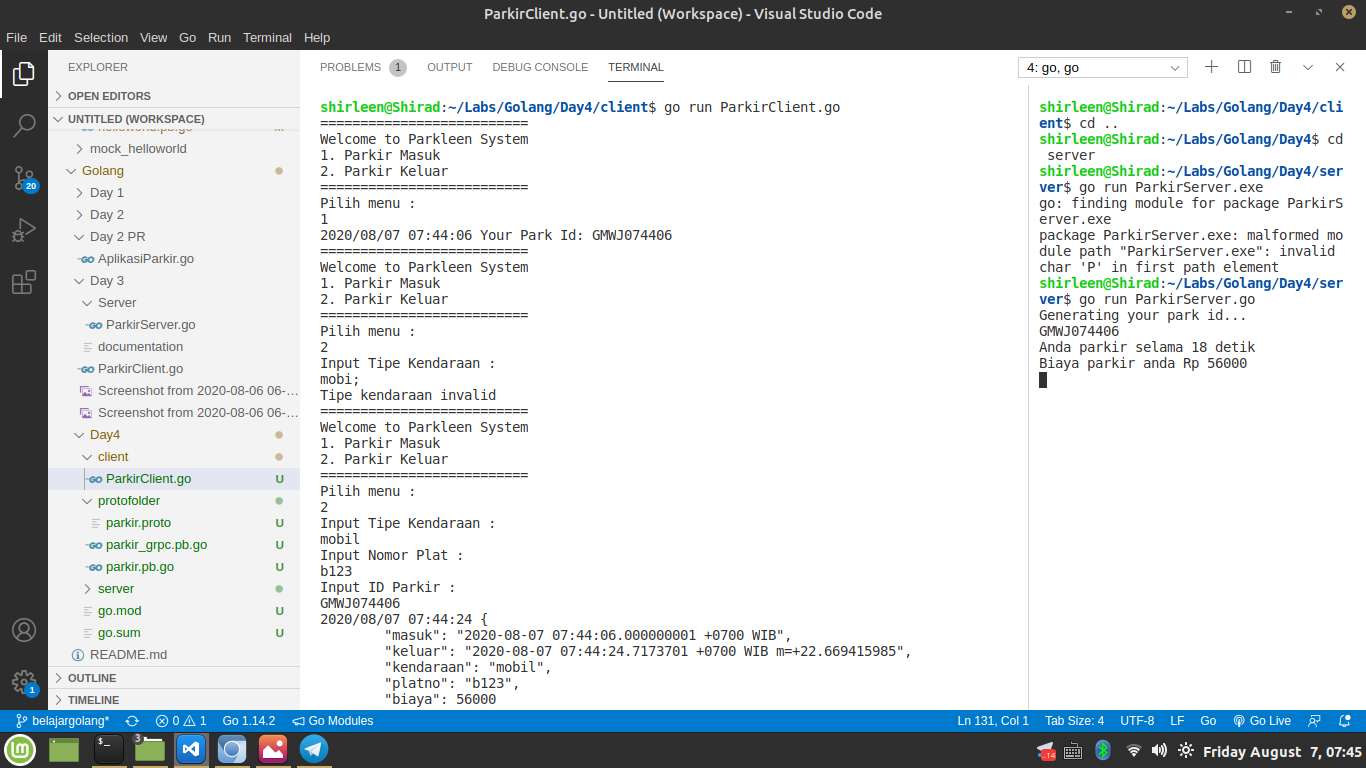 ParkirClient.go - Untitled (Workspace) - Visual Studio Code
File Edit Selection View Go Run Terminal Help
EXPLORER
OPEN EDITORS
UNTITLED (WORKSPACE)
helloworld.pb.go M
mock_helloworld
Golang
Day 1
Day 2
Day 2 PR
AplikasiParkir.go
Day 3
Server
ParkirServer.go
documentation
ParkirClient.go
Screenshot from 2020-08-06 06-...
Screenshot from 2020-08-06 06-...
Day4
client
ParkirClient.go U
protofolder
parkir.proto U
parkir_grpc.pb.go U
parkir.pb.go U
server
go.mod U
go.sum U
README.md
OUTLINE
TIMELINE
PROBLEMS 1 OUTPUT DEBUG CONSOLE TERMINAL
4: go, go
shirleen@Shirad:~/Labs/Golang/Day4/client$ go run ParkirClient.go
==========================
Welcome to Parkleen System
1. Parkir Masuk
2. Parkir Keluar
==========================
Pilih menu :
1
2020/08/07 07:44:06 Your Park Id: GMWJ074406
==========================
Welcome to Parkleen System
1. Parkir Masuk
2. Parkir Keluar
==========================
Pilih menu :
2
Input Tipe Kendaraan :
mobi;
Tipe kendaraan invalid
==========================
Welcome to Parkleen System
1. Parkir Masuk
2. Parkir Keluar
==========================
Pilih menu :
2
Input Tipe Kendaraan :
mobil
Input Nomor Plat :
b123
Input ID Parkir :
GMWJ074406
2020/08/07 07:44:24 {
"masuk": "2020-08-07 07:44:06.000000001 +0700 WIB",
"keluar": "2020-08-07 07:44:24.7173701 +0700 WIB m=+22.669415985",
"kendaraan": "mobil",
"platno": "b123",
"biaya": 56000
shirleen@Shirad:~/Labs/Golang/Day4/cli
ent$ cd ..
shirleen@Shirad:~/Labs/Golang/Day4$ cd
server
shirleen@Shirad:~/Labs/Golang/Day4/ser
ver$ go run ParkirServer.exe
go: finding module for package ParkirS
erver.exe
package ParkirServer.exe: malformed mo
dule path "ParkirServer.exe": invalid
char 'P' in first path element
shirleen@Shirad:~/Labs/Golang/Day4/ser
ver$ go run ParkirServer.go
Generating your park id...
GMWJ074406
Anda parkir selama 18 detik
Biaya parkir anda Rp 56000
20
1
belajargolang* 0 1 Go 1.14.2 Go Modules Ln 131, Col 1 Tab Size: 4 UTF-8 LF Go Go Live
3
Friday August 7, 07:45